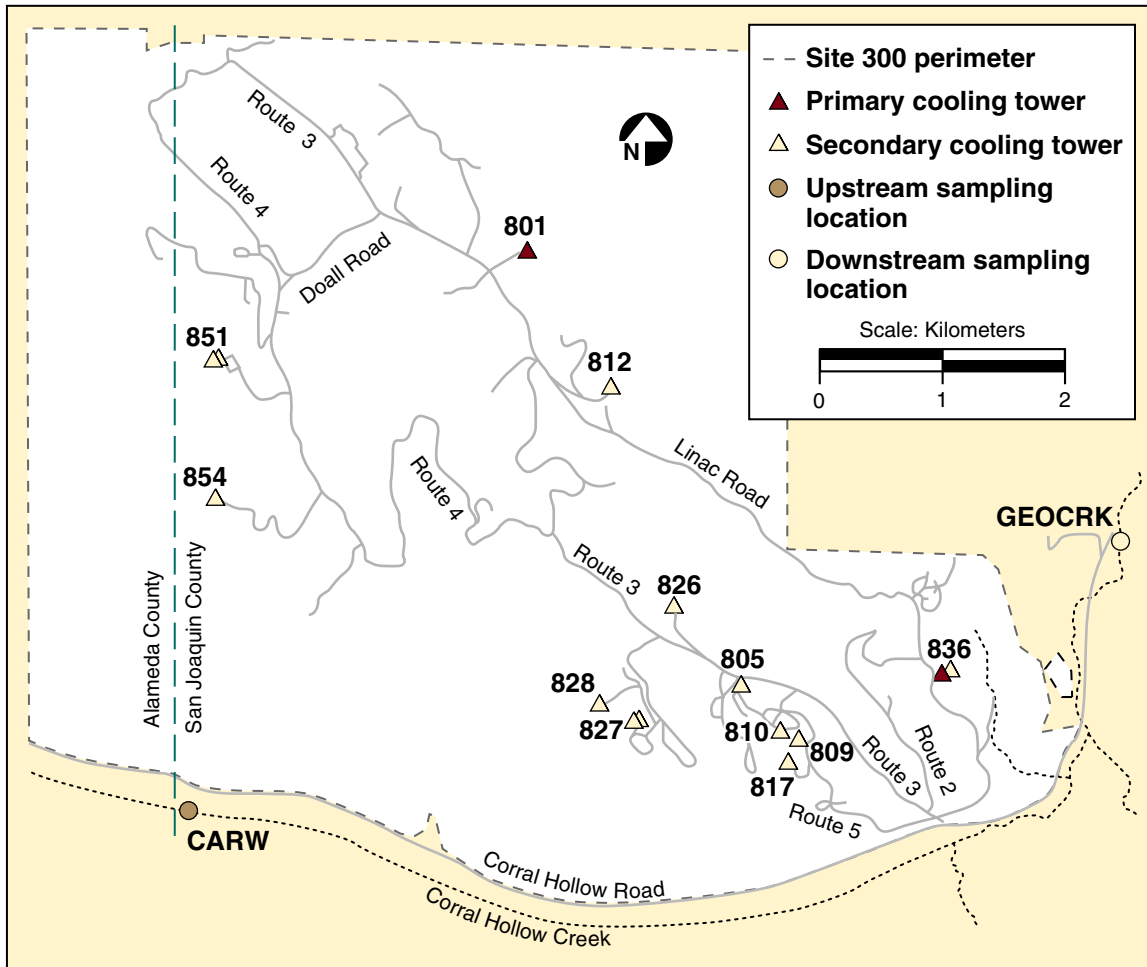 Site 300 perimeter
Primary cooling tower
Secondary cooling tower
Upstream sampling
location
Downstream sampling
location
Scale: Kilometers
0 1 2
N
Route 3
Route 4
Doall Road
801
851
812
854
Route 4
Linac Road
GEOCRK
Route 3
826
Alameda County
San Joaquin County
836
805
828
827
810
809
817
Route 3
Route 2
Route 5
CARW
Corral Hollow Road
Corral Hollow Creek